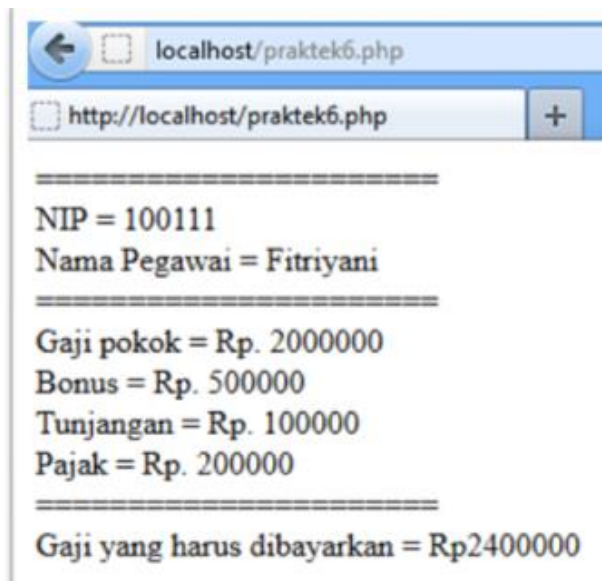 localhost/praktek6.php
http://localhost/praktek6.php +
======================
NIP = 100111
Nama Pegawai = Fitriyani
======================
Gaji pokok = Rp. 2000000
Bonus = Rp. 500000
Tunjangan = Rp. 100000
Pajak = Rp. 200000
======================
Gaji yang harus dibayarkan = Rp2400000